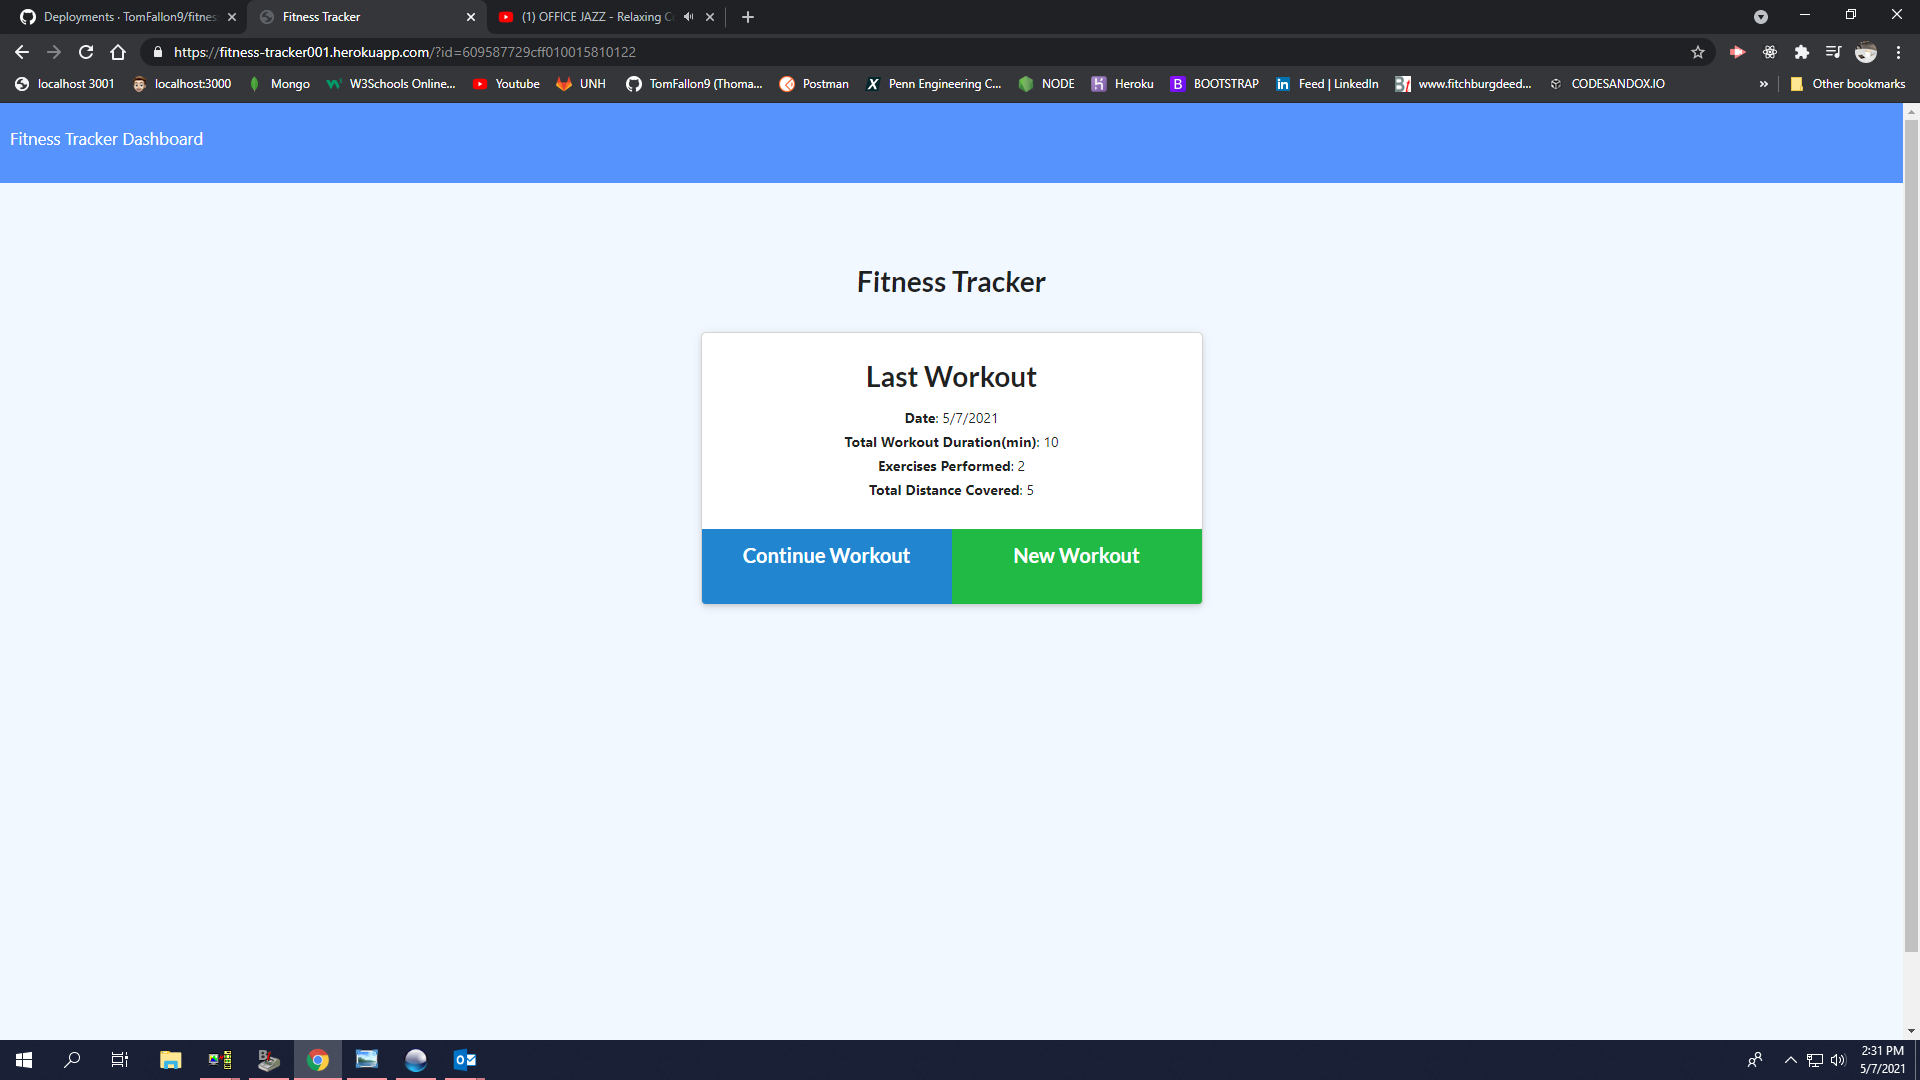 Deployments · TomFallon9/fitnes
Fitness Tracker
(1) OFFICE JAZZ - Relaxing C
https://fitness-tracker001.herokuapp.com/?id=609587729cff010015810122
localhost 3001
localhost:3000
Mongo
W3Schools Online...
Youtube
UNH
TomFallon9 (Thoma...
Postman
Penn Engineering C...
NODE
Heroku
BOOTSTRAP
Feed | LinkedIn
www.fitchburgdeed...
CODESANDOX.IO
»
Other bookmarks
Fitness Tracker Dashboard
Fitness Tracker
Last Workout
Date: 5/7/2021
Total Workout Duration(min): 10
Exercises Performed: 2
Total Distance Covered: 5
Continue Workout
New Workout
2:31 PM
5/7/2021